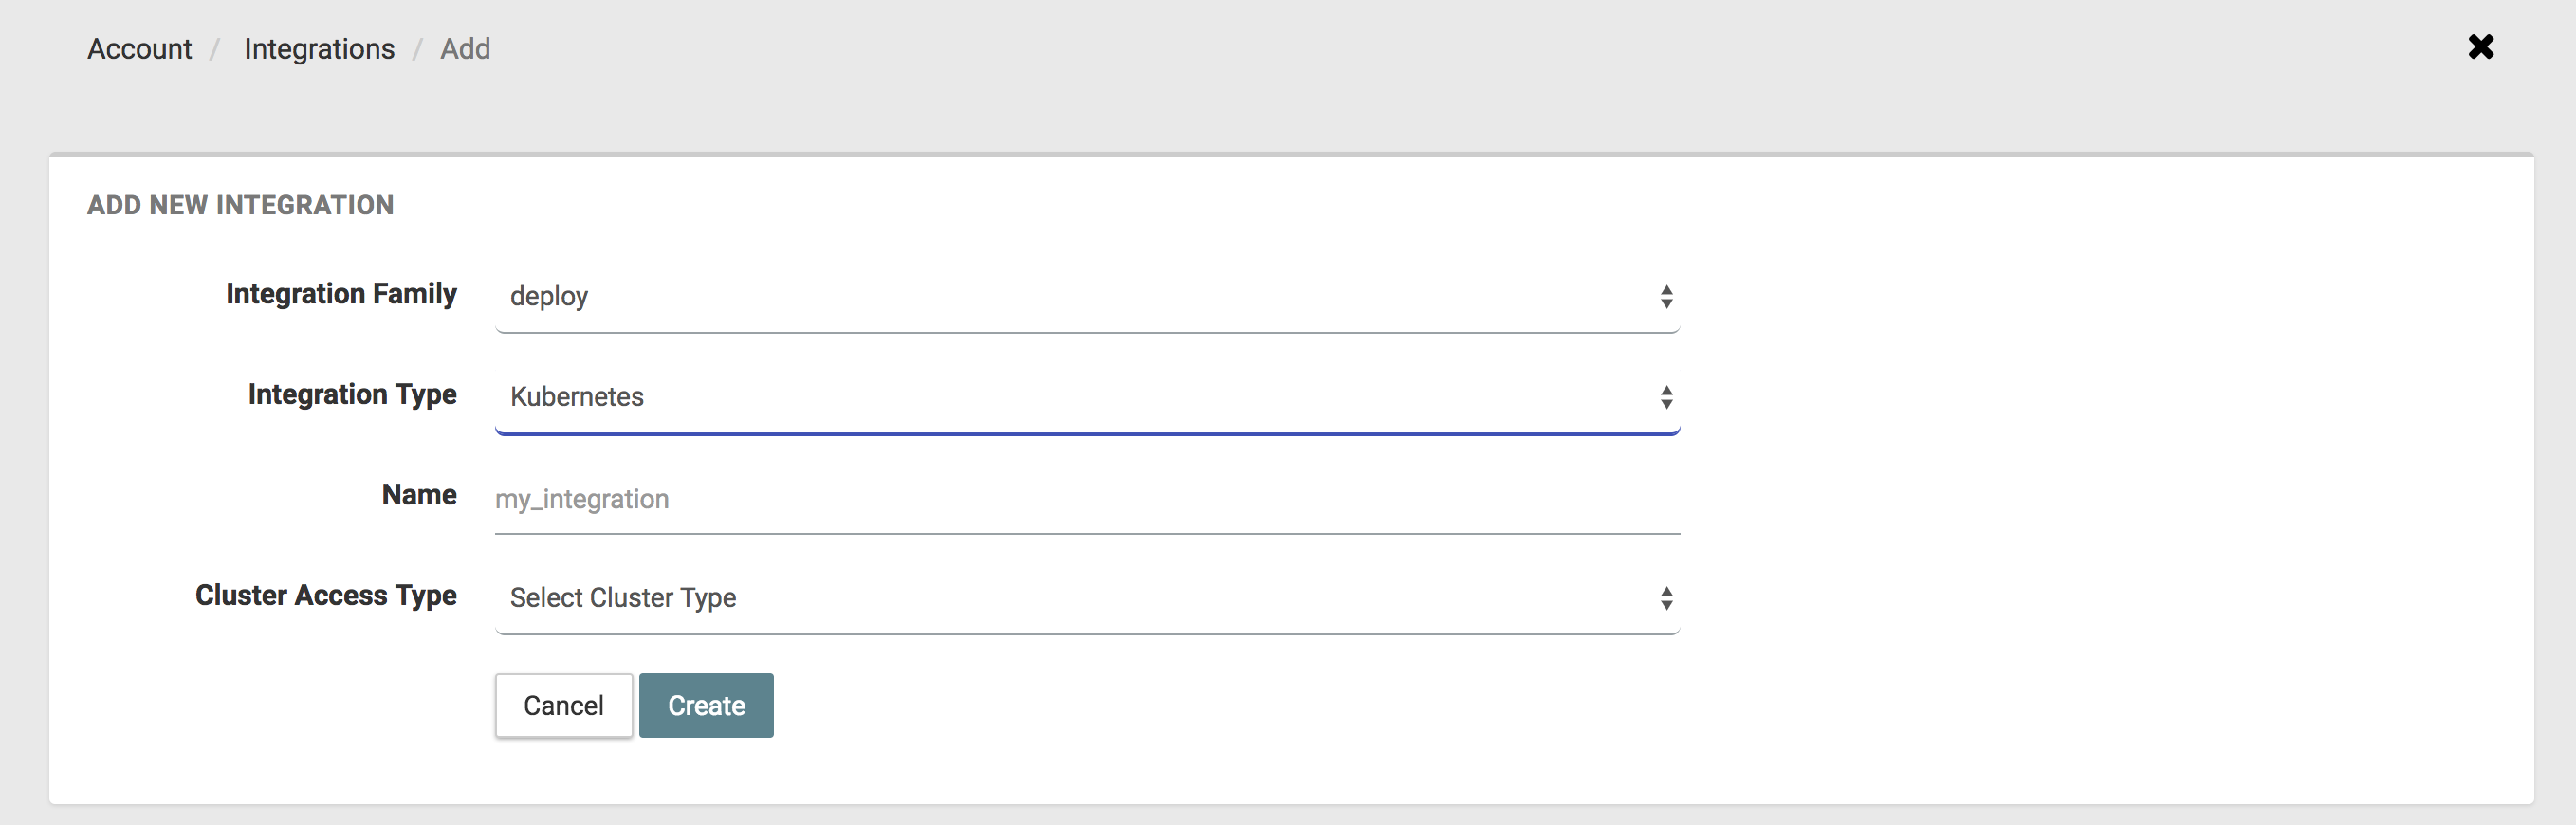 Account / Integrations / Add
ADD NEW INTEGRATION
Integration Family deploy
Integration Type Kubernetes
Name my_integration
Cluster Access Type Select Cluster Type
Cancel Create